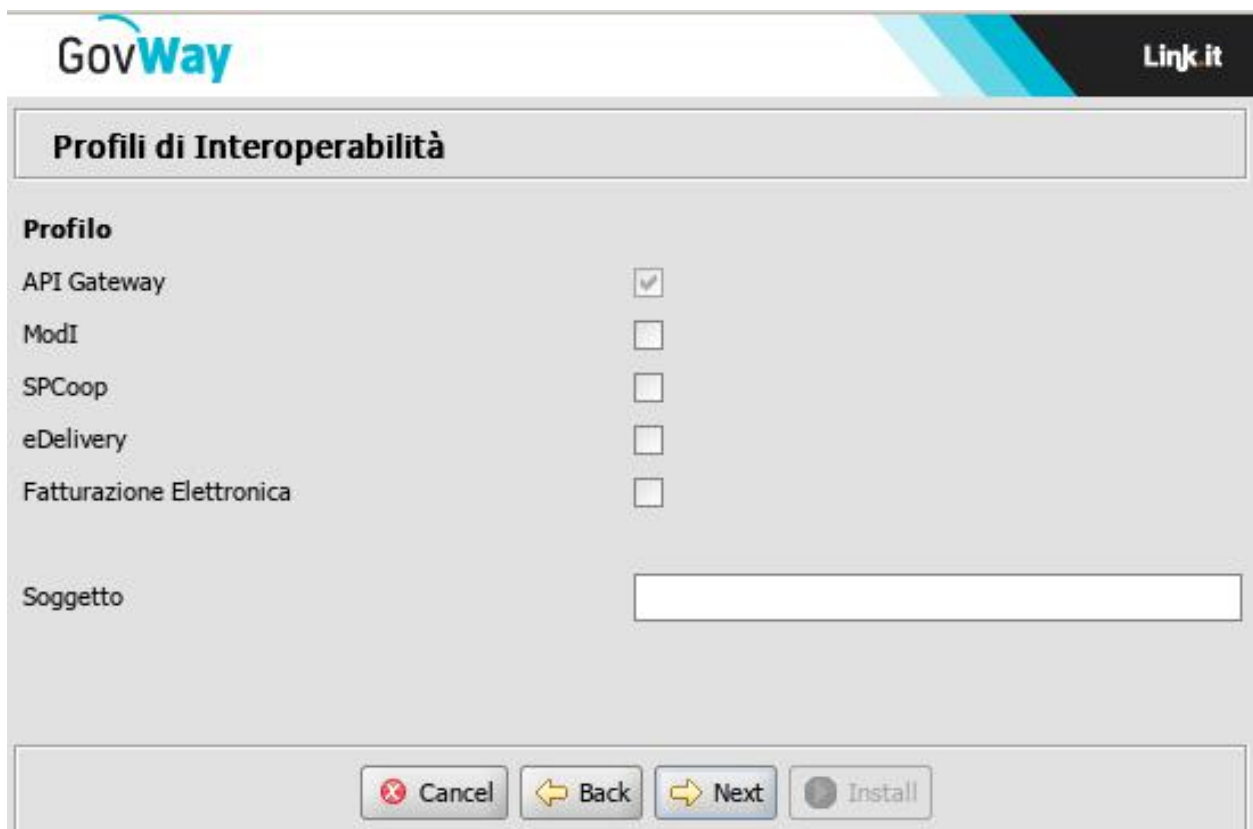 GovWay
Link.it
Profili di Interoperabilità
Profilo
API Gateway
ModI
SPCoop
eDelivery
Fatturazione Elettronica
Soggetto
Cancel Back Next Install